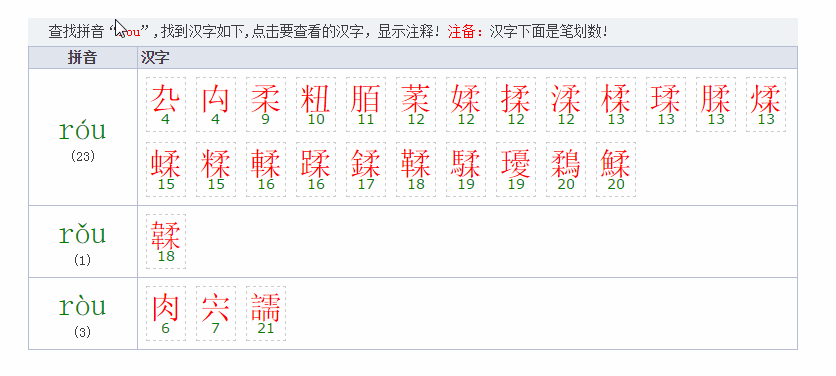 查找拼音 "ou",找到汉字如下,点击要查看的汉字，显示注释! 注备：汉字下面是笔划数!
拼音 汉字
róu
(23)
厹 禸 柔 粈 脜 葇 媃 揉 渘 楺 瑈 腬 煣
4 4 9 10 11 12 12 12 12 13 13 13 13
蝚 糅 輮 蹂 鍒 鞣 騥 瓇 鶔 鰇
15 15 16 16 17 18 19 19 20 20
rǒu
(1)
韖
18
ròu
(3)
肉 宍 譳
6 7 21